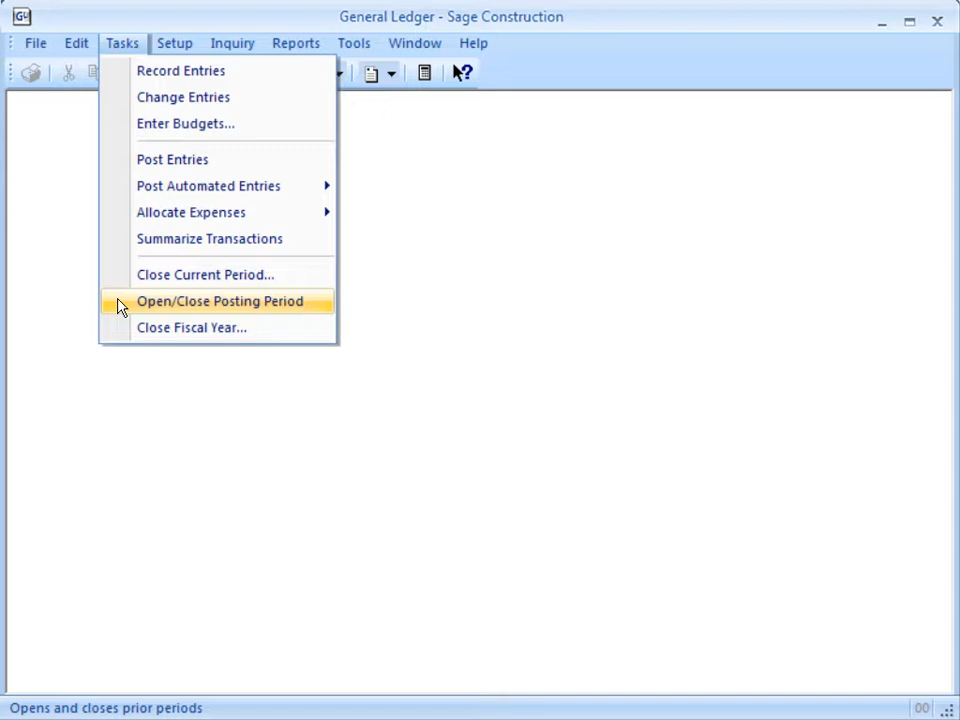 General Ledger - Sage Construction
File Edit Tasks Setup Inquiry Reports Tools Window Help
Record Entries
Change Entries
Enter Budgets...
Post Entries
Post Automated Entries
Allocate Expenses
Summarize Transactions
Close Current Period...
Open/Close Posting Period
Close Fiscal Year...
Opens and closes prior periods
00